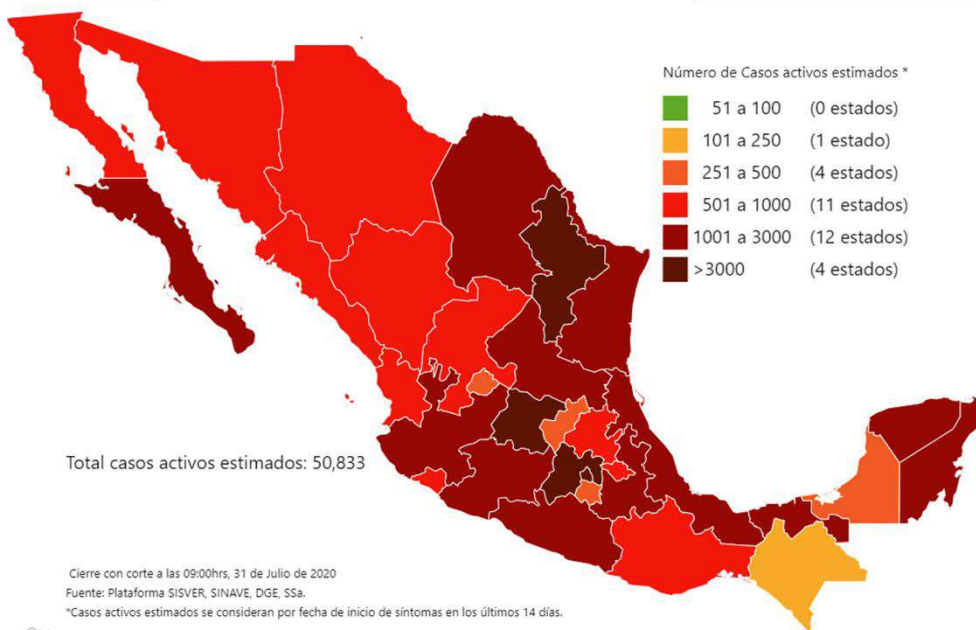 Número de Casos activos estimados *
51 a 100 (0 estados)
101 a 250 (1 estado)
251 a 500 (4 estados)
501 a 1000 (11 estados)
1001 a 3000 (12 estados)
>3000 (4 estados)
Total casos activos estimados: 50,833
Cierre con corte a las 09:00hrs, 31 de Julio de 2020
Fuente: Plataforma SISVER, SINAVE, DGE, SSa.
*Casos activos estimados se consideran por fecha de inicio de síntomas en los últimos 14 días.